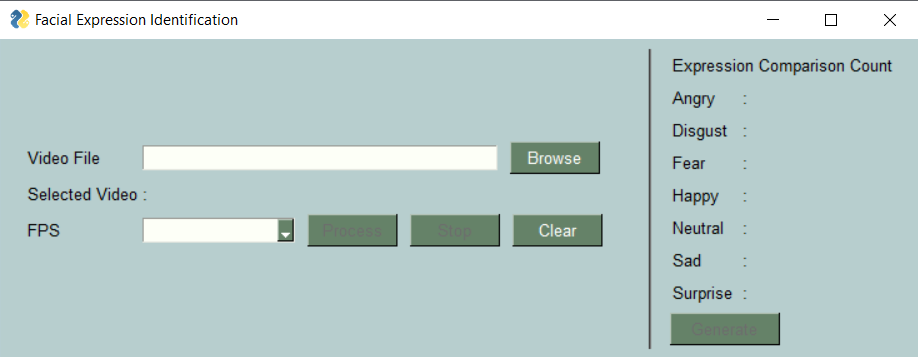 Facial Expression Identification
Video File
Browse
Selected Video :
FPS
Process
Stop
Clear
Expression Comparison Count
Angry :
Disgust :
Fear :
Happy :
Neutral :
Sad :
Surprise :
Generate